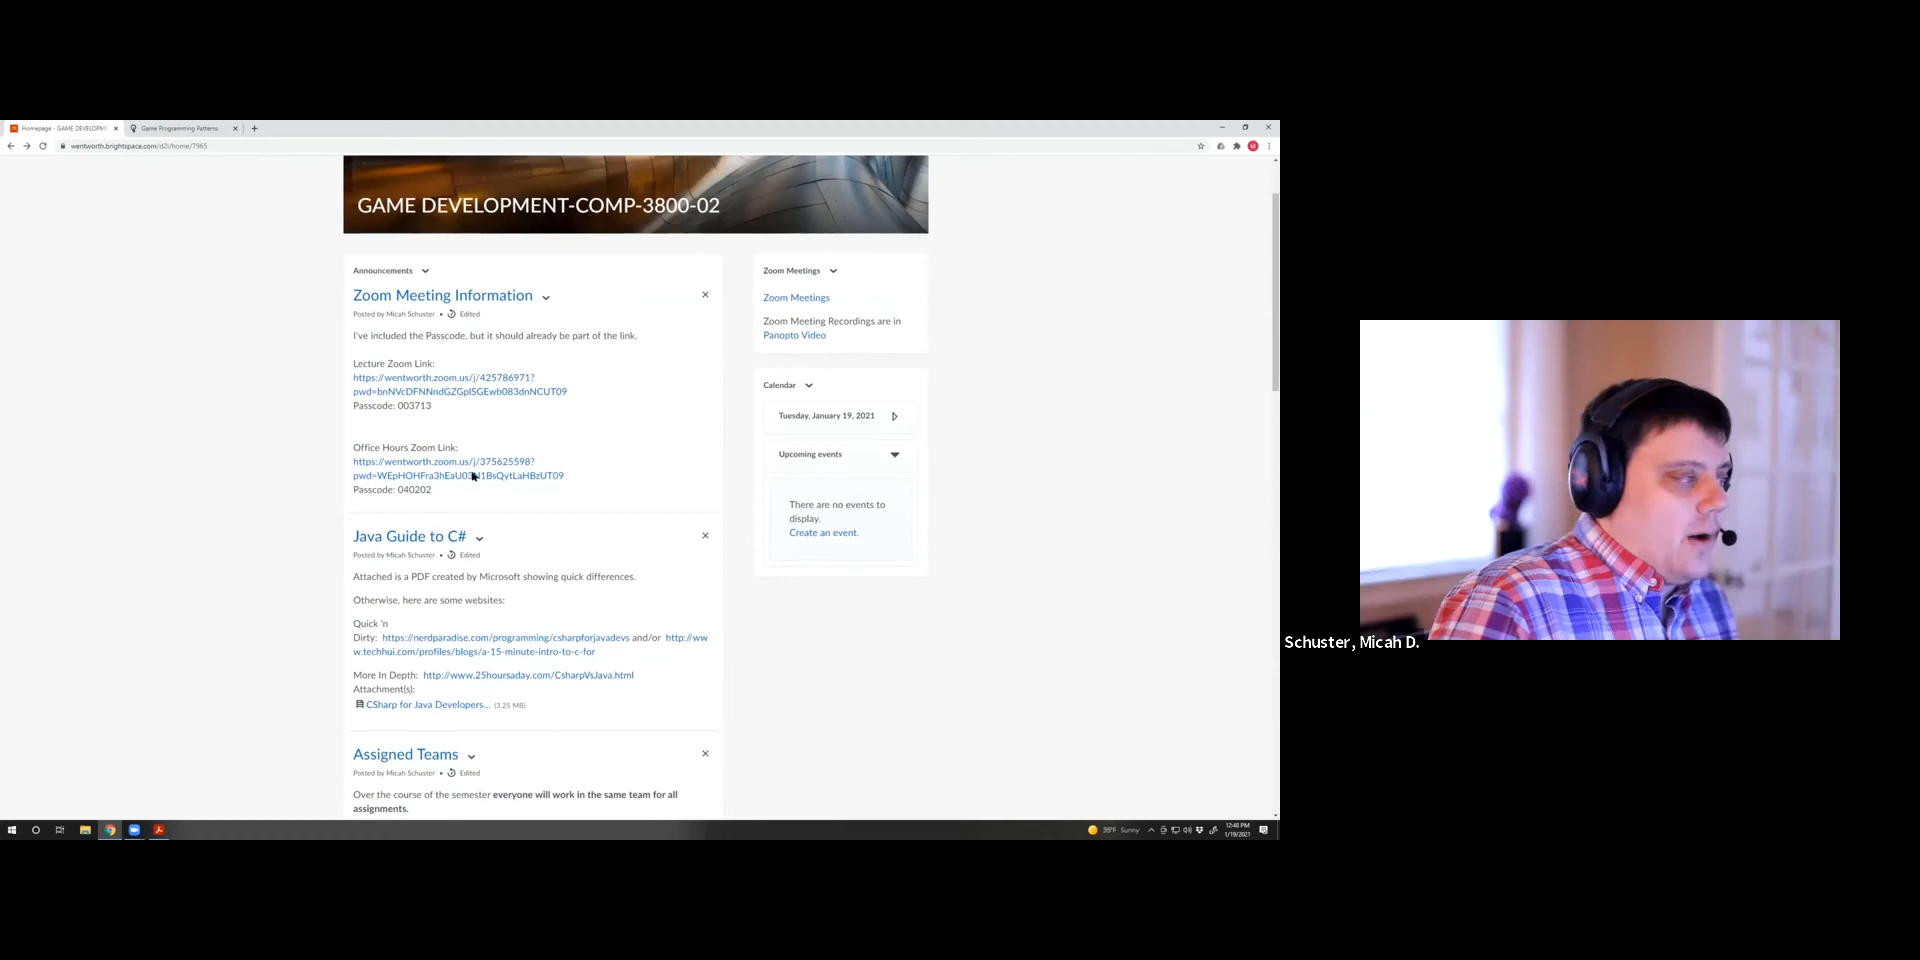 Homepage - GAME DEVELOPME
Game Programming Patterns
wentworth.brightspace.com/d2l/home/7965
M
GAME DEVELOPMENT-COMP-3800-02
Announcements
Zoom Meeting Information
Posted by Micah Schuster • Edited
I've included the Passcode, but it should already be part of the link.
Lecture Zoom Link:
https://wentworth.zoom.us/j/425786971?
pwd=bnNVcDFNNndGZGplSGEwb083dnNCUT09
Passcode: 003713
Office Hours Zoom Link:
https://wentworth.zoom.us/j/375625598?
Passcode: 040202
Java Guide to C#
Posted by Micah Schuster • Edited
Attached is a PDF created by Microsoft showing quick differences.
Otherwise, here are some websites:
Quick 'n
Dirty: https://nerdparadise.com/programming/csharpforjavadevs and/or http://ww
w.techhui.com/profiles/blogs/a-15-minute-intro-to-c-for
More In Depth: http://www.25hoursaday.com/CsharpVsJava.html
Attachment(s):
CSharp for Java Developers... (3.25 MB)
Assigned Teams
Posted by Micah Schuster • Edited
Over the course of the semester everyone will work in the same team for all
assignments.
Zoom Meetings
Zoom Meetings
Zoom Meeting Recordings are in
Panopto Video
Calendar
Tuesday, January 19, 2021
Upcoming events
There are no events to
display.
Create an event.
35°F Sunny
12:48 PM
1/19/2021
Schuster, Micah D.